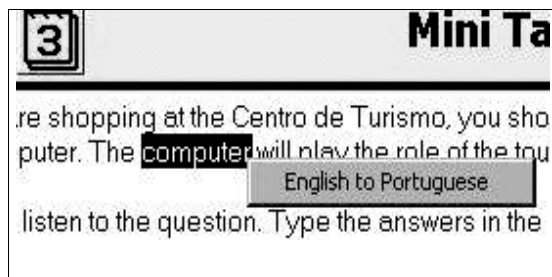 3 Mini Ta
re shopping at the Centro de Turismo, you sho
puter. The computer will play the role of the tou
English to Portuguese
listen to the question. Type the answers in the